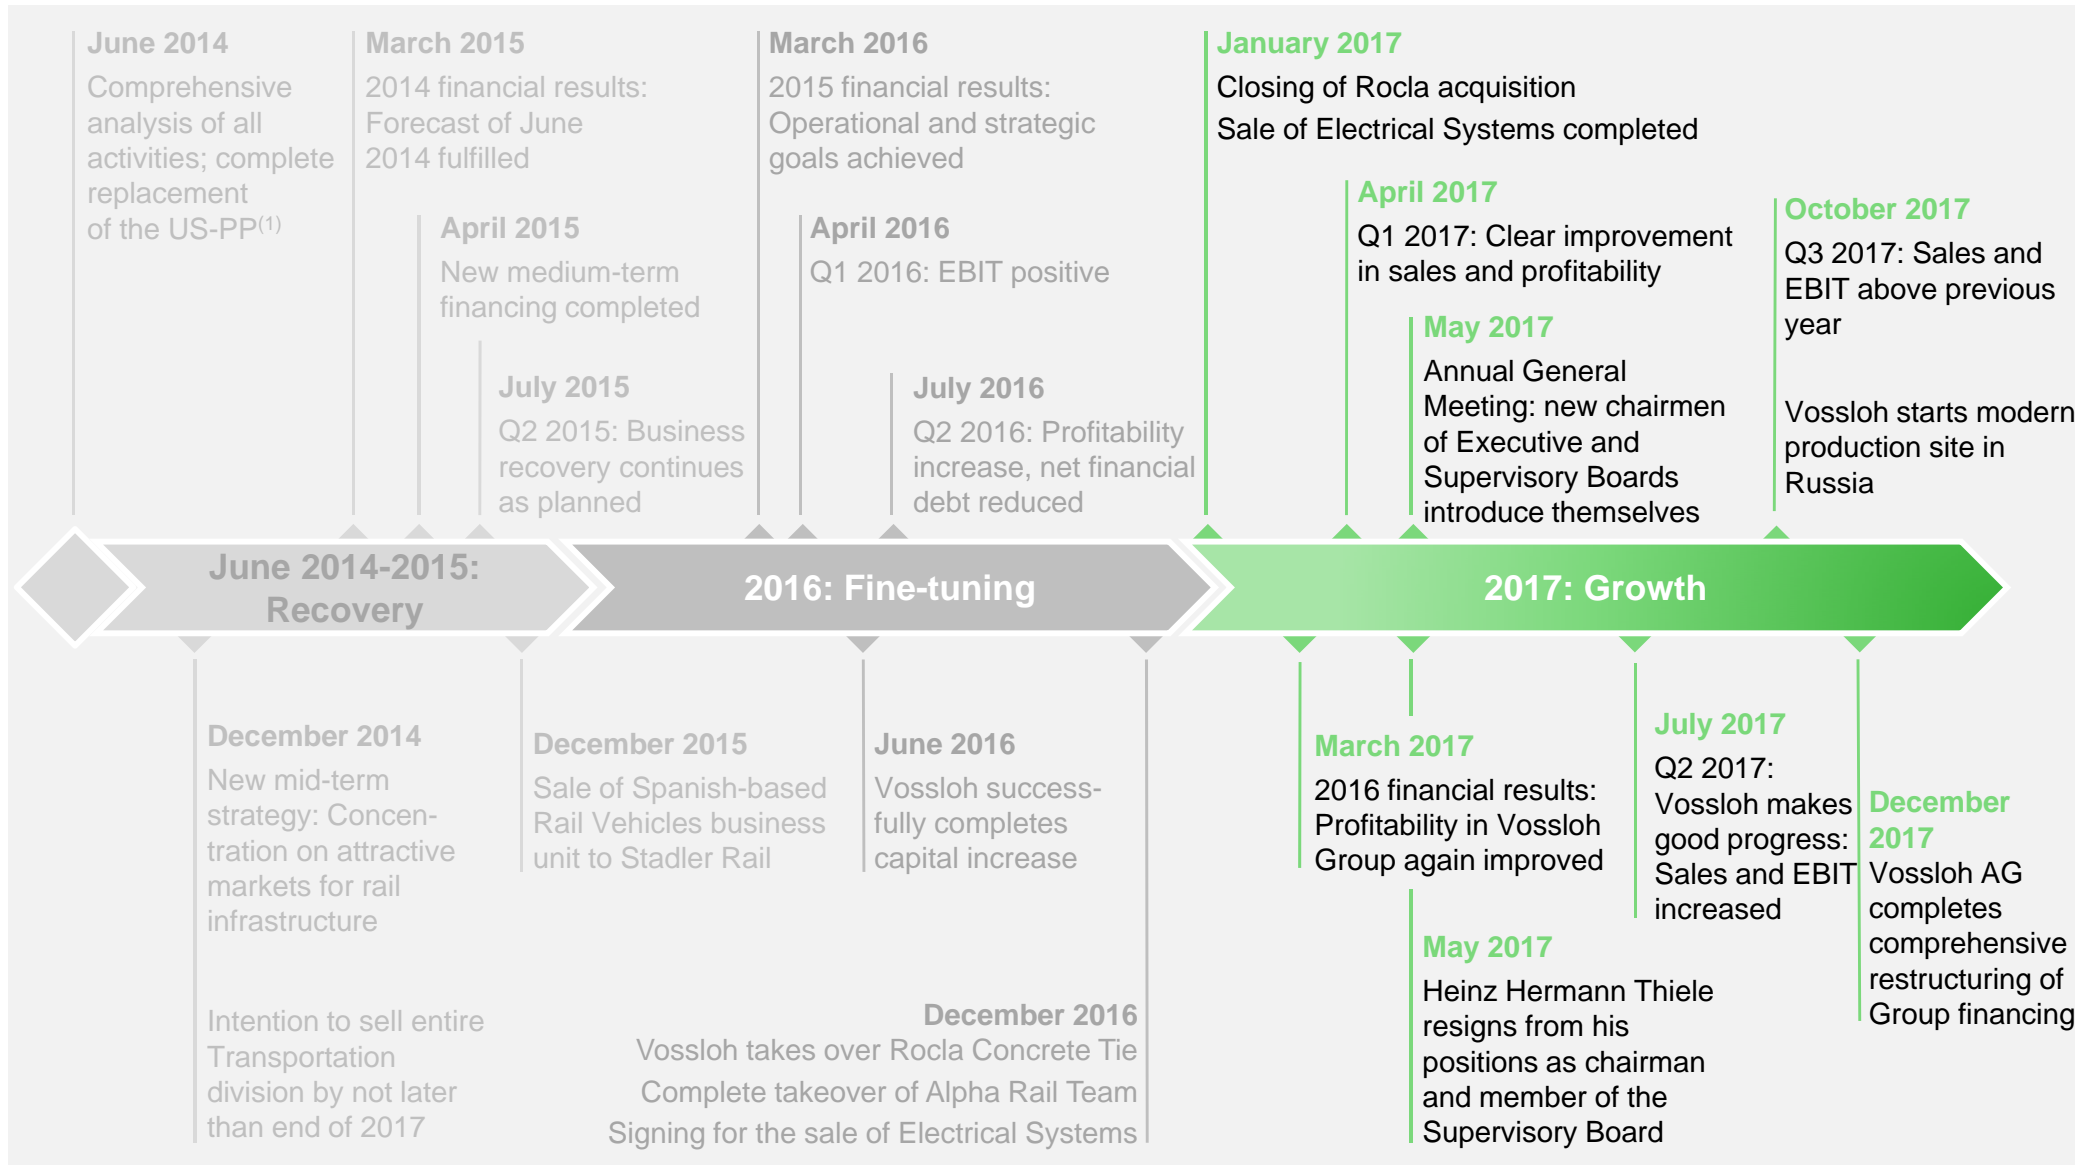 June 2014
Comprehensive
analysis of all
activities; complete
replacement
of the US-PP(1)
March 2015
2014 financial results:
Forecast of June
2014 fulfilled
April 2015
New medium-term
financing completed
July 2015
Q2 2015: Business
recovery continues
as planned
March 2016
2015 financial results:
Operational and strategic
goals achieved
April 2016
Q1 2016: EBIT positive
July 2016
Q2 2016: Profitability
increase, net financial
debt reduced
January 2017
Closing of Rocla acquisition
Sale of Electrical Systems completed
April 2017
Q1 2017: Clear improvement
in sales and profitability
May 2017
Annual General
Meeting: new chairmen
of Executive and
Supervisory Boards
introduce themselves
October 2017
Q3 2017: Sales and
EBIT above previous
year
Vossloh starts modern
production site in
Russia
June 2014-2015:
Recovery
2016: Fine-tuning
2017: Growth
December 2014
New mid-term
strategy: Concen-
tration on attractive
markets for rail
infrastructure
Intention to sell entire
Transportation
division by not later
than end of 2017
December 2015
Sale of Spanish-based
Rail Vehicles business
unit to Stadler Rail
June 2016
Vossloh success-
fully completes
capital increase
December 2016
Vossloh takes over Rocla Concrete Tie
Complete takeover of Alpha Rail Team
Signing for the sale of Electrical Systems
March 2017
2016 financial results:
Profitability in Vossloh
Group again improved
May 2017
Heinz Hermann Thiele
resigns from his
positions as chairman
and member of the
Supervisory Board
July 2017
Q2 2017:
Vossloh makes
good progress:
Sales and EBIT
increased
December
2017
Vossloh AG
completes
comprehensive
restructuring of
Group financing